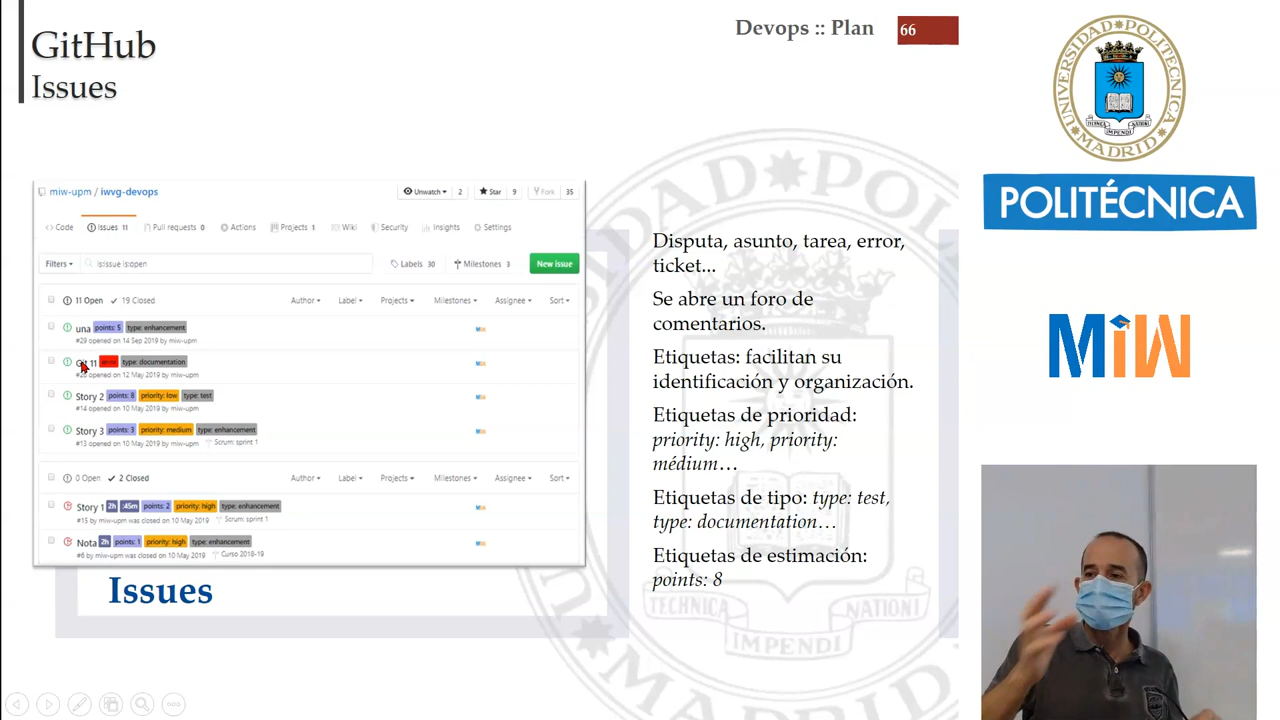 GitHub
Issues
Devops :: Plan
66
miw-upm / iwvg-devops
Unwatch 2
Star 9
Fork 35
Code
Issues 11
Pull requests 0
Actions
Projects 1
Wiki
Security
Insights
Settings
Filters
is:issue is:open
Labels 30
Milestones 3
New issue
11 Open
19 Closed
Author
Label
Projects
Milestones
Assignee
Sort
una points: 5 type: enhancement
#29 opened on 14 Sep 2019 by miw-upm
11 type: documentation
opened on 12 May 2019 by miw-upm
Story 2 points: 8 priority: low type: test
#14 opened on 10 May 2019 by miw-upm
Story 3 points: 3 priority: medium type: enhancement
#13 opened on 10 May 2019 by miw-upm Scrum: sprint 1
0 Open
2 Closed
Author
Label
Projects
Milestones
Assignee
Sort
Story 1 2h :45m points: 2 priority: high type: enhancement
#15 by miw-upm was closed on 10 May 2019 Scrum: sprint 1
Nota 2h points: 1 priority: high type: enhancement
#6 by miw-upm was closed on 10 May 2019 Curso 2018-19
Issues
Disputa, asunto, tarea, error,
ticket...
Se abre un foro de
comentarios.
Etiquetas: facilitan su
identificación y organización.
Etiquetas de prioridad:
priority: high, priority:
médium…
Etiquetas de tipo: type: test,
type: documentation…
Etiquetas de estimación:
points: 8
TECHNICA IMPENDI NATIONI
UNIVERSIDAD POLITECNICA
MADRID
TECHNICA IMPENDI NATIONI
POLITÉCNICA
MiW